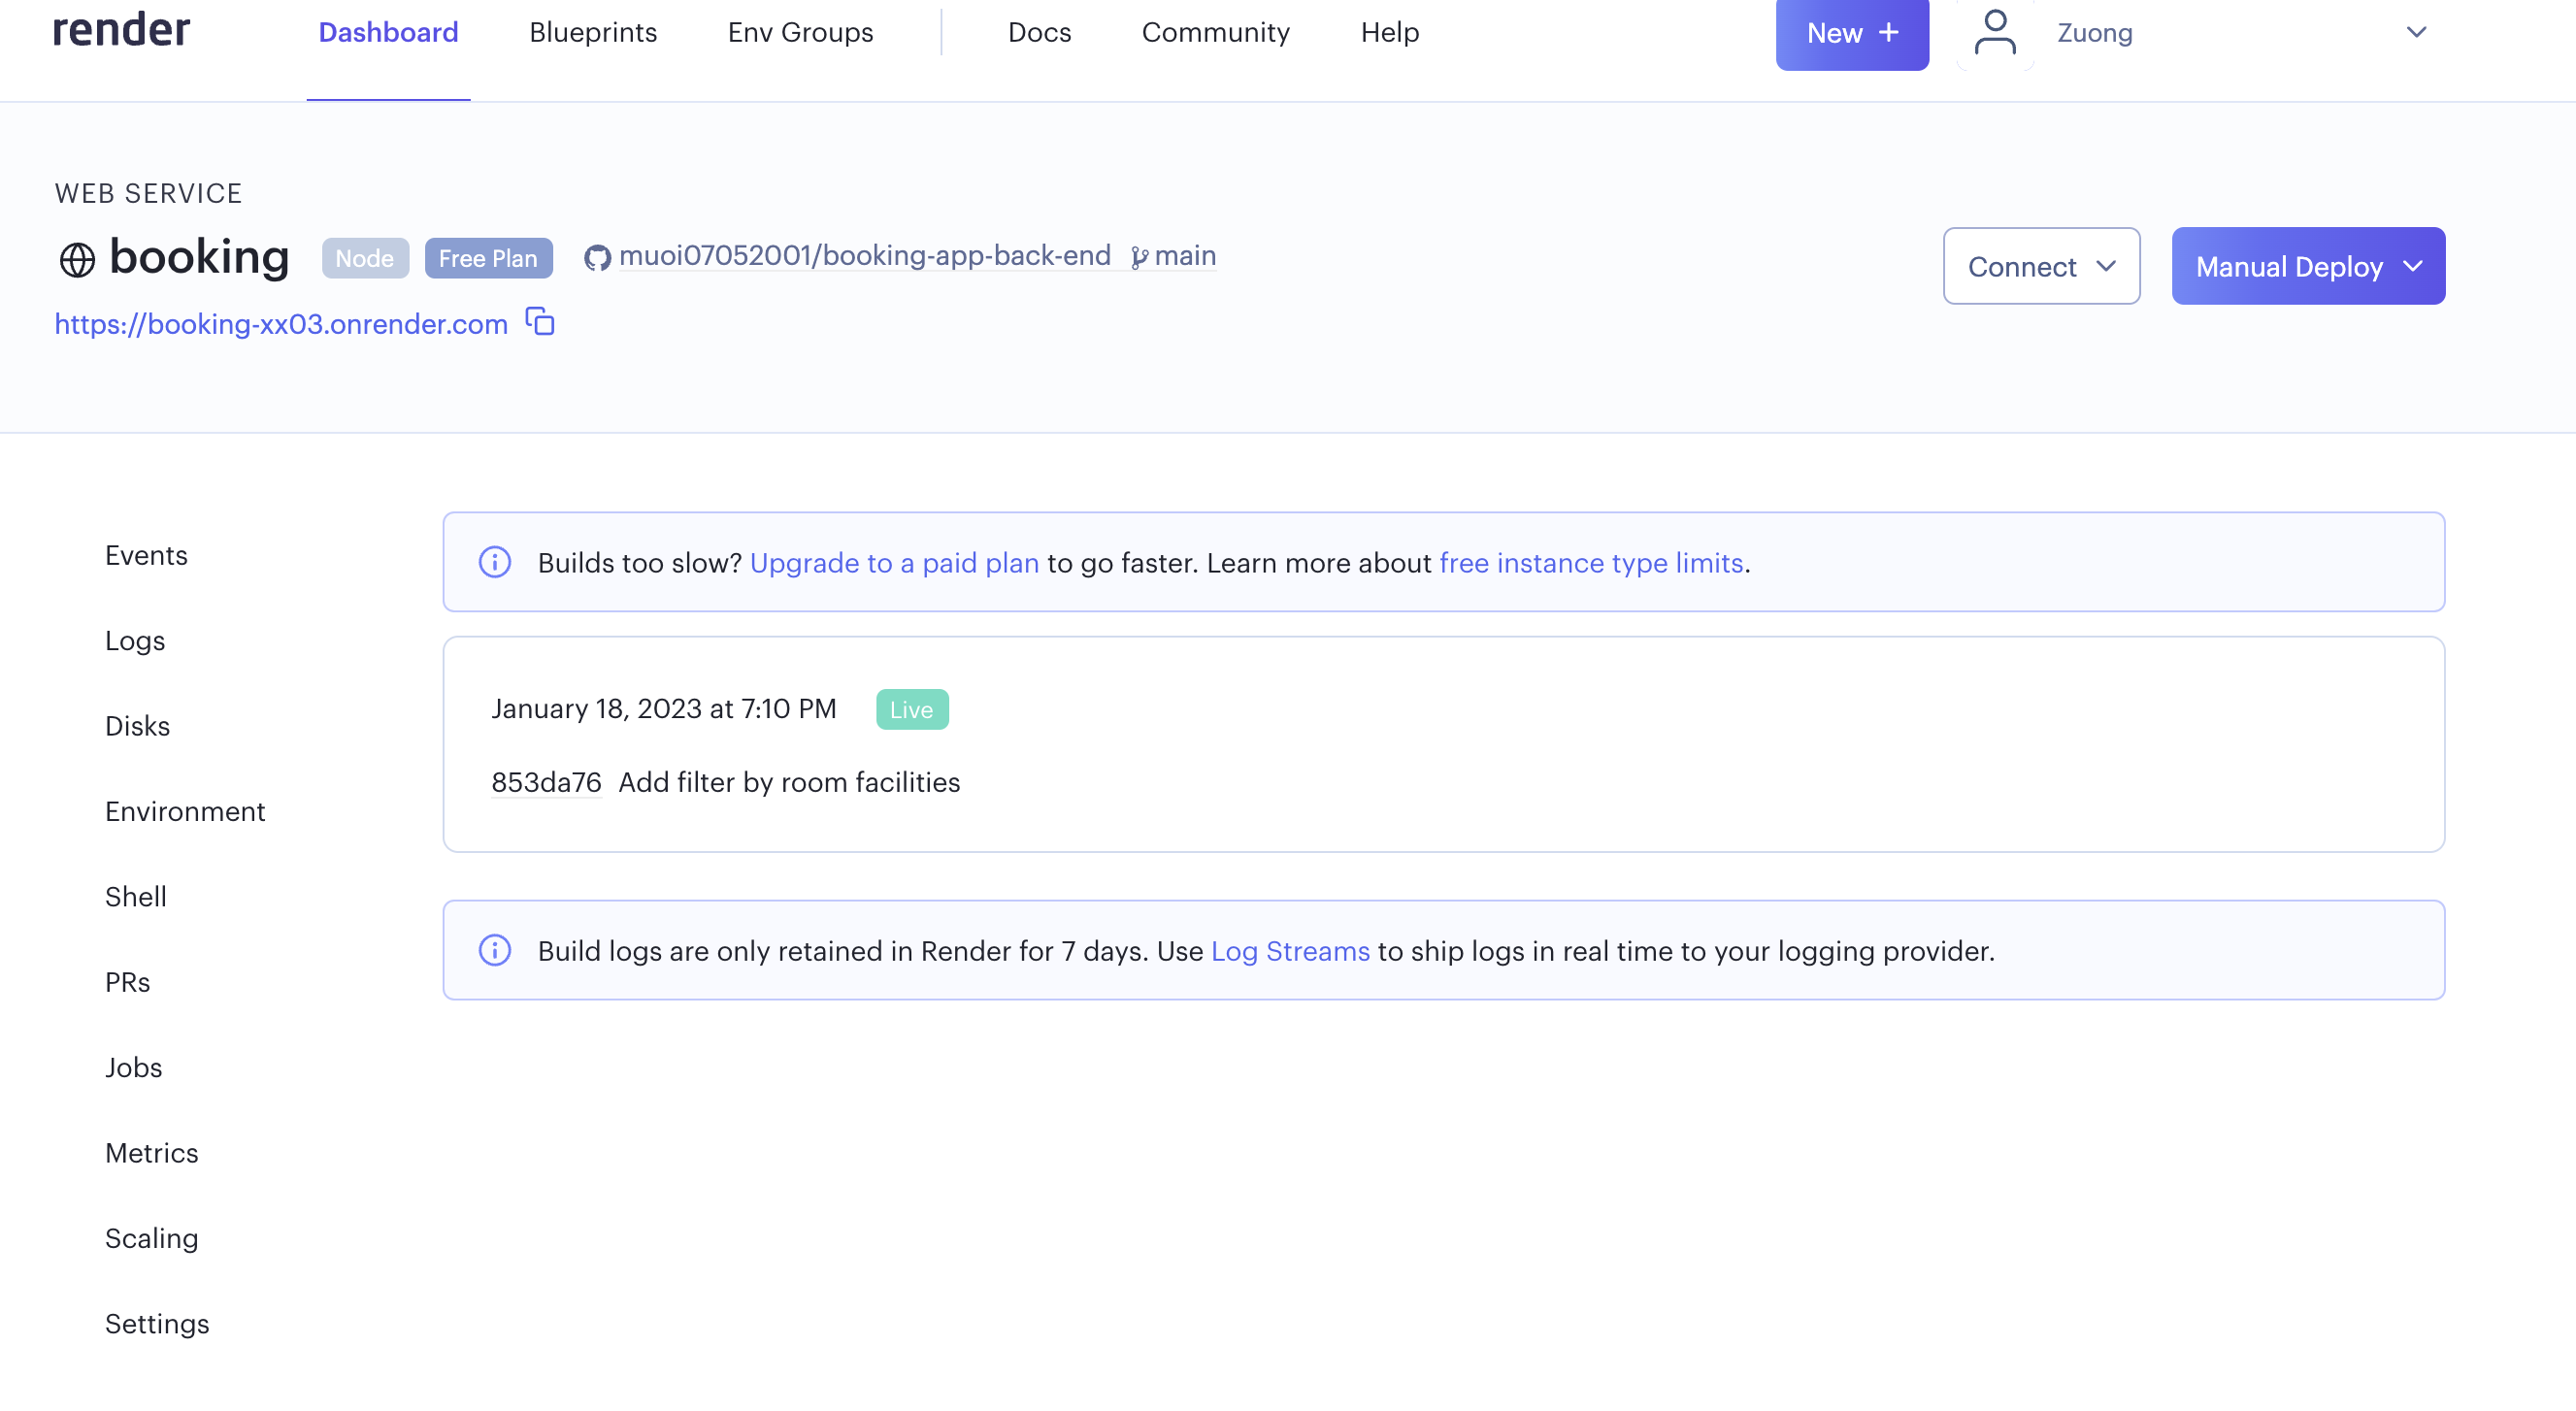 render Dashboard Blueprints Env Groups Docs Community Help New + Zuong
WEB SERVICE
booking Node Free Plan muoi07052001/booking-app-back-end main Connect Manual Deploy
https://booking-xx03.onrender.com
Events
Logs
Disks
Environment
Shell
PRs
Jobs
Metrics
Scaling
Settings
Builds too slow? Upgrade to a paid plan to go faster. Learn more about free instance type limits.
January 18, 2023 at 7:10 PM Live
853da76 Add filter by room facilities
Build logs are only retained in Render for 7 days. Use Log Streams to ship logs in real time to your logging provider.